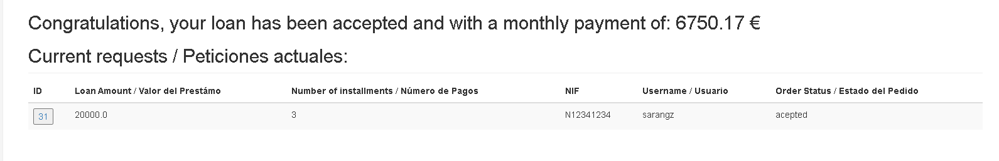 Congratulations, your loan has been accepted and with a monthly payment of: 6750.17 €
Current requests / Peticiones actuales:
ID Loan Amount / Valor del Prestámo Number of installments / Número de Pagos NIF Username / Usuario Order Status / Estado del Pedido
31 20000.0 3 N12341234 sarangz acepted